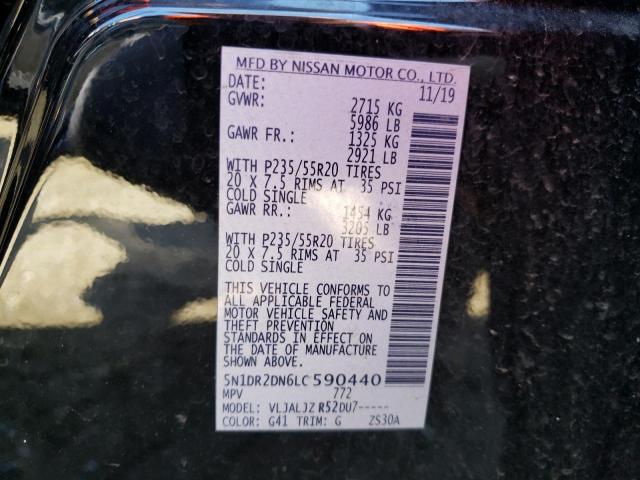 MFD BY NISSAN MOTOR CO., LTD.
DATE: 11/19
GVWR: 2715 KG
5986 LB
GAWR FR.: 1325 KG
2921 LB
WITH P235/55R20 TIRES
20 X 7.5 RIMS AT 35 PSI
COLD SINGLE
GAWR RR.: 1454 KG
3205 LB
WITH P235/55R20 TIRES
20 X 7.5 RIMS AT 35 PSI
COLD SINGLE
THIS VEHICLE CONFORMS TO
ALL APPLICABLE FEDERAL
MOTOR VEHICLE SAFETY AND
THEFT PREVENTION
STANDARDS IN EFFECT ON
THE DATE OF MANUFACTURE
SHOWN ABOVE.
5N1DR2DN6LC590440
MPV 772
MODEL: VLJALJZ R52DU7-----
COLOR: G41 TRIM: G ZS30A